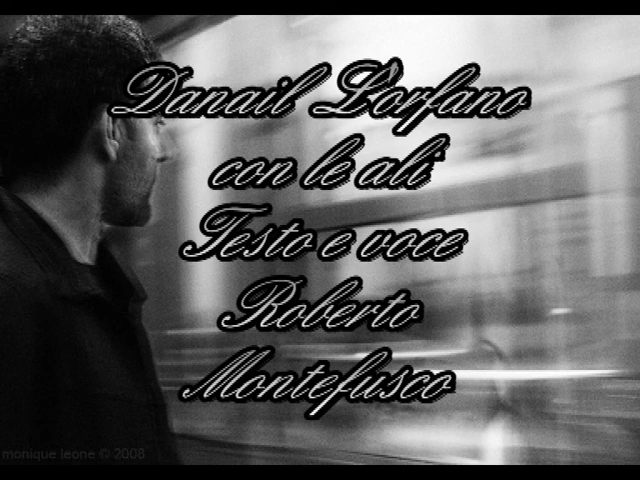 Danail L'orfano
con le ali
Testo e voce
Roberto
Montefusco
monique leone © 2008